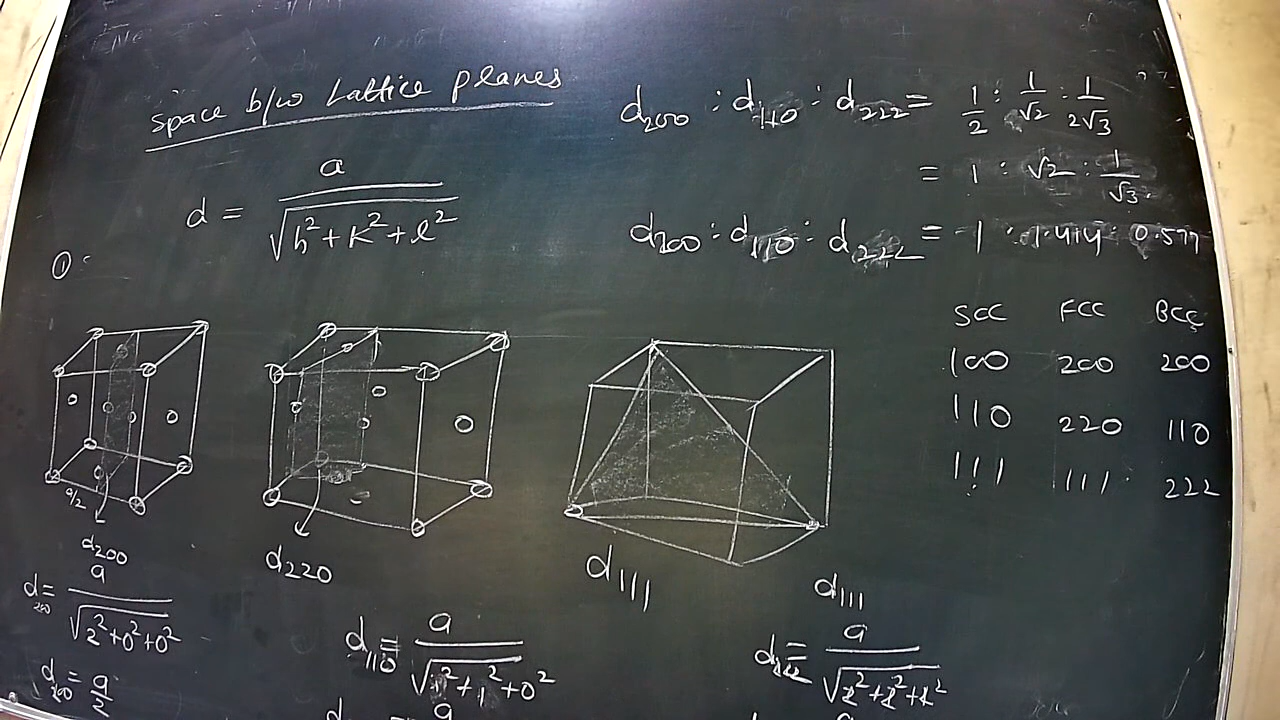 Space b/w Lattice planes
d = a / √(h²+k²+l²)
①:
d200 : d110 : d222 = 1/2 : 1/√2 : 1/2√3
= 1 : √2 : 1/√3
d200 : d110 : d222 = 1 : 1.414 : 0.577
SCC FCC BCC
100 200 200
110 220 110
111 111 222
a/2
d200
d220
d111
d111
d200 = a / √(2²+0²+0²)
d110 = a / √(1²+1²+0²)
d222 = a / √(2²+2²+2²)
d200 = a/2